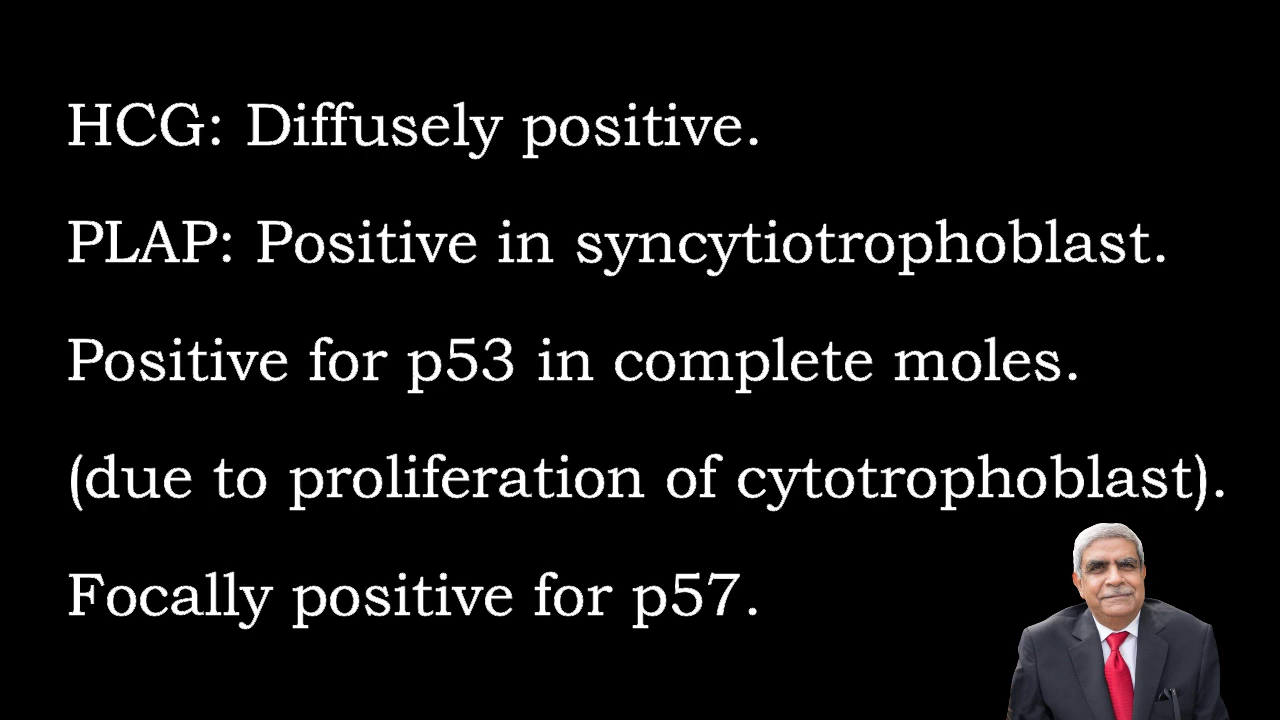 HCG: Diffusely positive.
PLAP: Positive in syncytiotrophoblast.
Positive for p53 in complete moles.
(due to proliferation of cytotrophoblast).
Focally positive for p57.